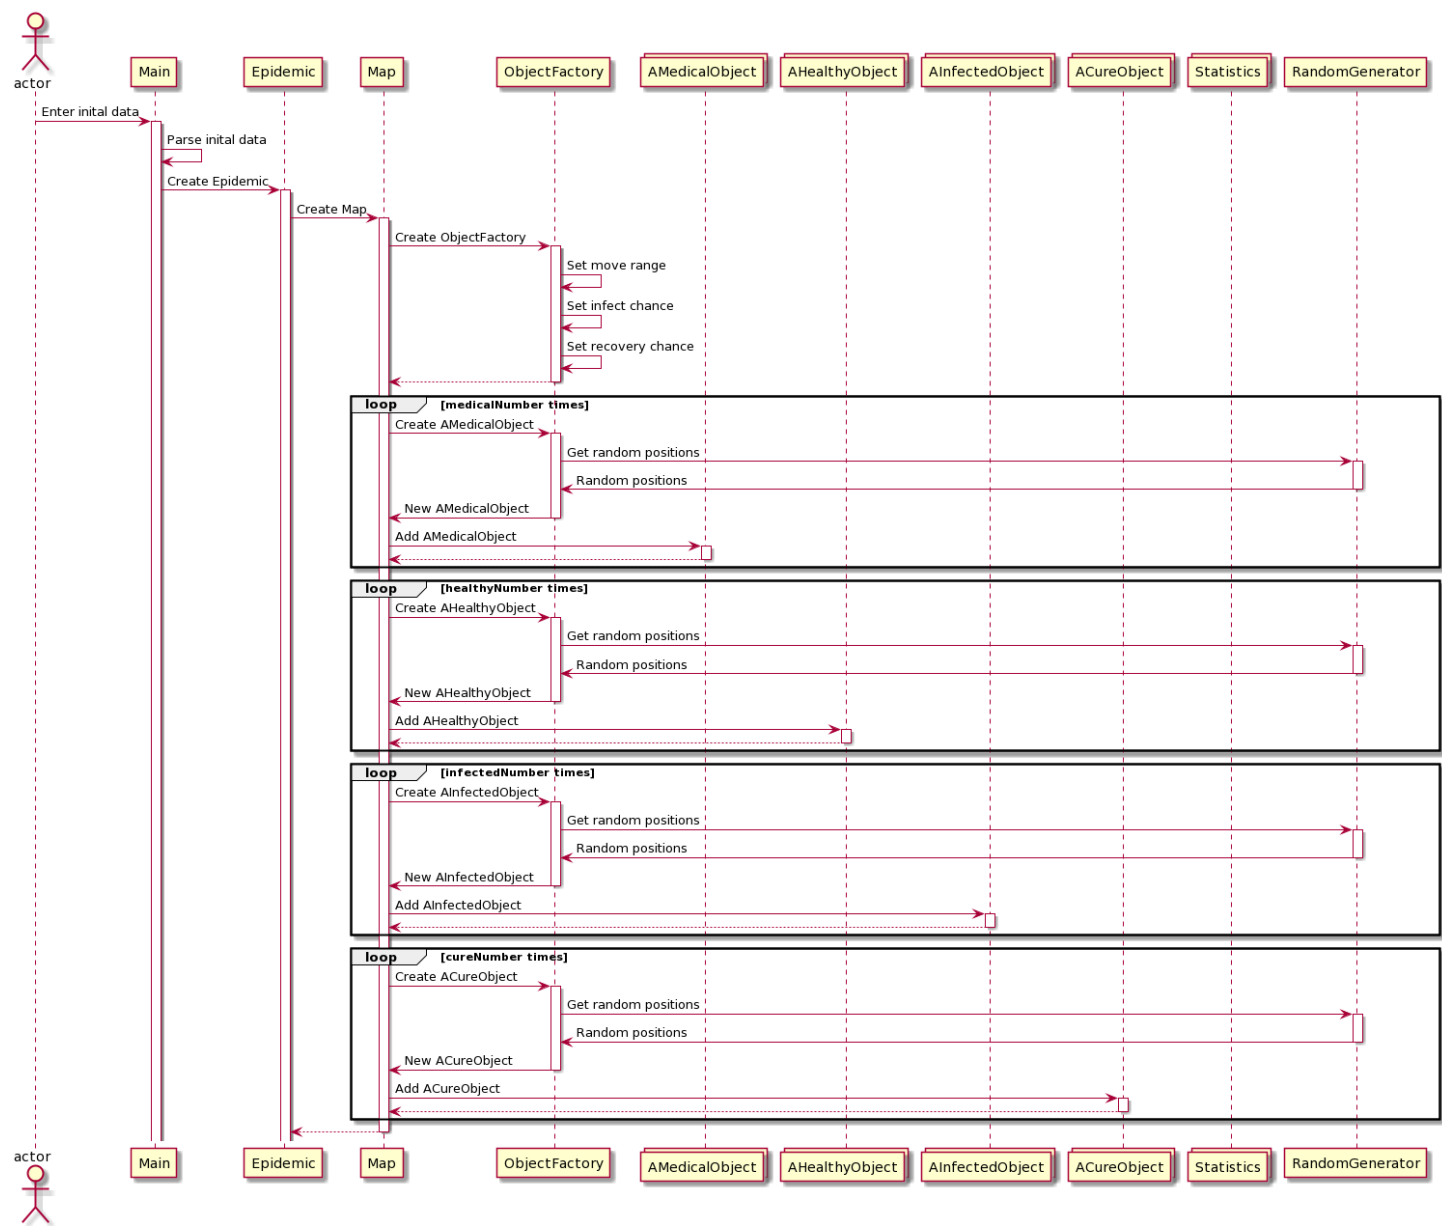 actor
Main
Epidemic
Map
ObjectFactory
AMedicalObject
AHealthyObject
AInfectedObject
ACureObject
Statistics
RandomGenerator
Enter inital data
Parse inital data
Create Epidemic
Create Map
Create ObjectFactory
Set move range
Set infect chance
Set recovery chance
loop [medicalNumber times]
Create AMedicalObject
Get random positions
Random positions
New AMedicalObject
Add AMedicalObject
loop [healthyNumber times]
Create AHealthyObject
Get random positions
Random positions
New AHealthyObject
Add AHealthyObject
loop [infectedNumber times]
Create AInfectedObject
Get random positions
Random positions
New AInfectedObject
Add AInfectedObject
loop [cureNumber times]
Create ACureObject
Get random positions
Random positions
New ACureObject
Add ACureObject
actor
Main
Epidemic
Map
ObjectFactory
AMedicalObject
AHealthyObject
AInfectedObject
ACureObject
Statistics
RandomGenerator